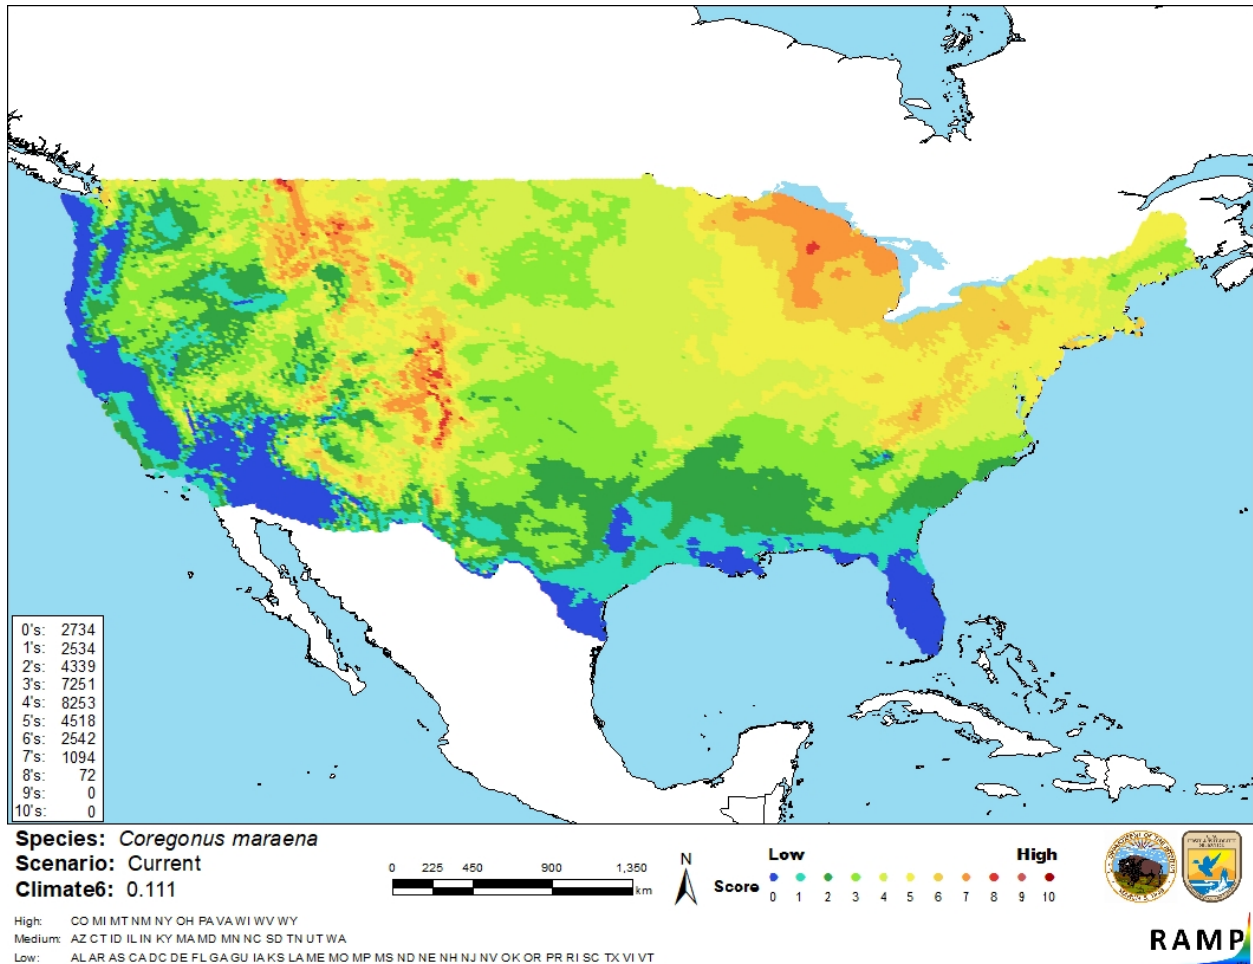 0's: 2734
1's: 2534
2's: 4339
3's: 7251
4's: 8253
5's: 4518
6's: 2542
7's: 1094
8's: 72
9's: 0
10's: 0
Species: Coregonus maraena
Scenario: Current
Climate6: 0.111
0 225 450 900 1,350
km
N
Low High
Score
0 1 2 3 4 5 6 7 8 9 10
High: CO MI MT NM NY OH PA VA WI WV WY
Medium: AZ CT ID IL IN KY MA MD MN NC SD TN UT WA
Low: AL AR AS CA DC DE FL GA GU IA KS LA ME MO MP MS ND NE NH NJ NV OK OR PR RI SC TX VI VT
RAMP